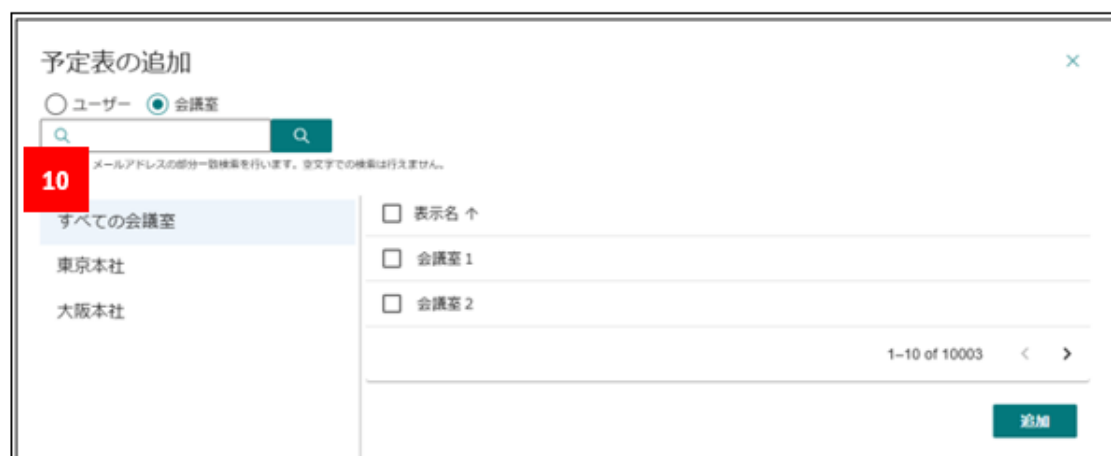 予定表の追加
×
ユーザー 会議室
メールアドレスの部分一致検索を行います。空文字での検索は行えません。
10
すべての会議室
東京本社
大阪本社
表示名 ↑
会議室 1
会議室 2
1–10 of 10003 < >
追加